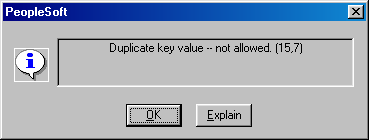 PeopleSoft
Duplicate key value -- not allowed. (15,7)
OK
Explain